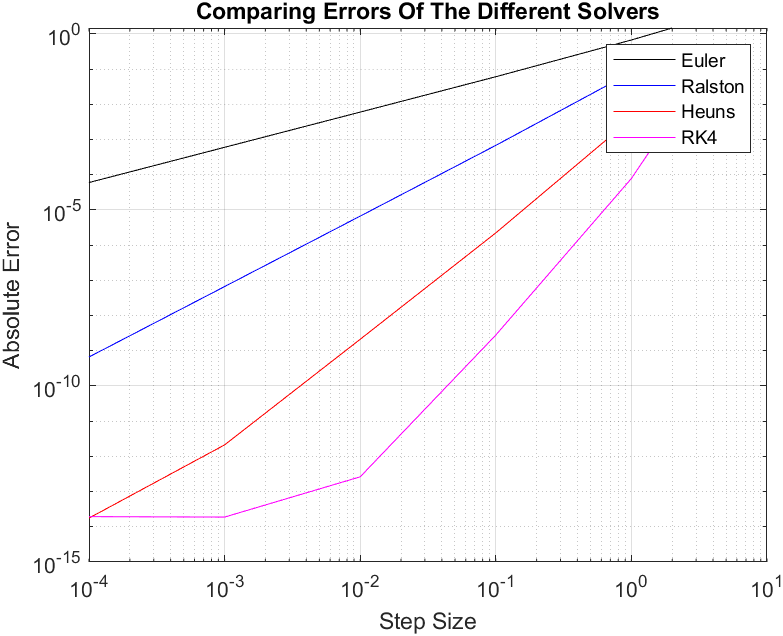 Comparing Errors Of The Different Solvers
Euler
Ralston
Heuns
RK4
Absolute Error
10^0
10^-5
10^-10
10^-15
10^-4
10^-3
10^-2
10^-1
10^0
10^1
Step Size